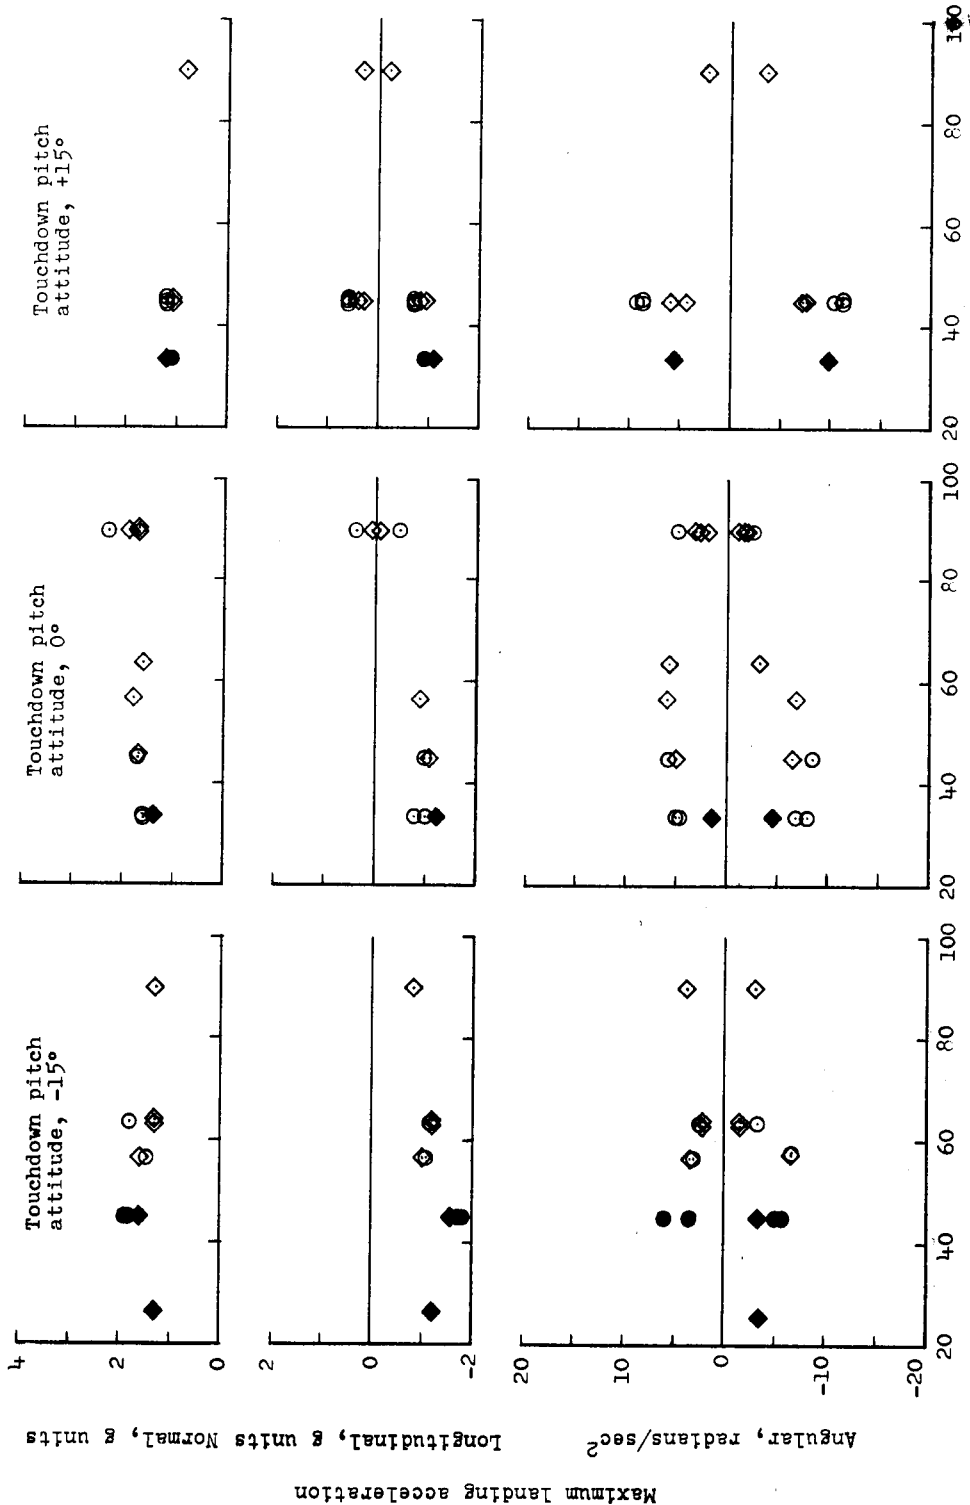 Touchdown pitch
attitude, -15°
Touchdown pitch
attitude, 0°
Touchdown pitch
attitude, +15°
Maximum landing acceleration
Normal, g units
4
2
0
Longitudinal, g units
2
0
-2
Angular, radians/sec²
20
10
0
-10
-20
20 40 60 80 100
20 40 60 80 100
20 40 60 80